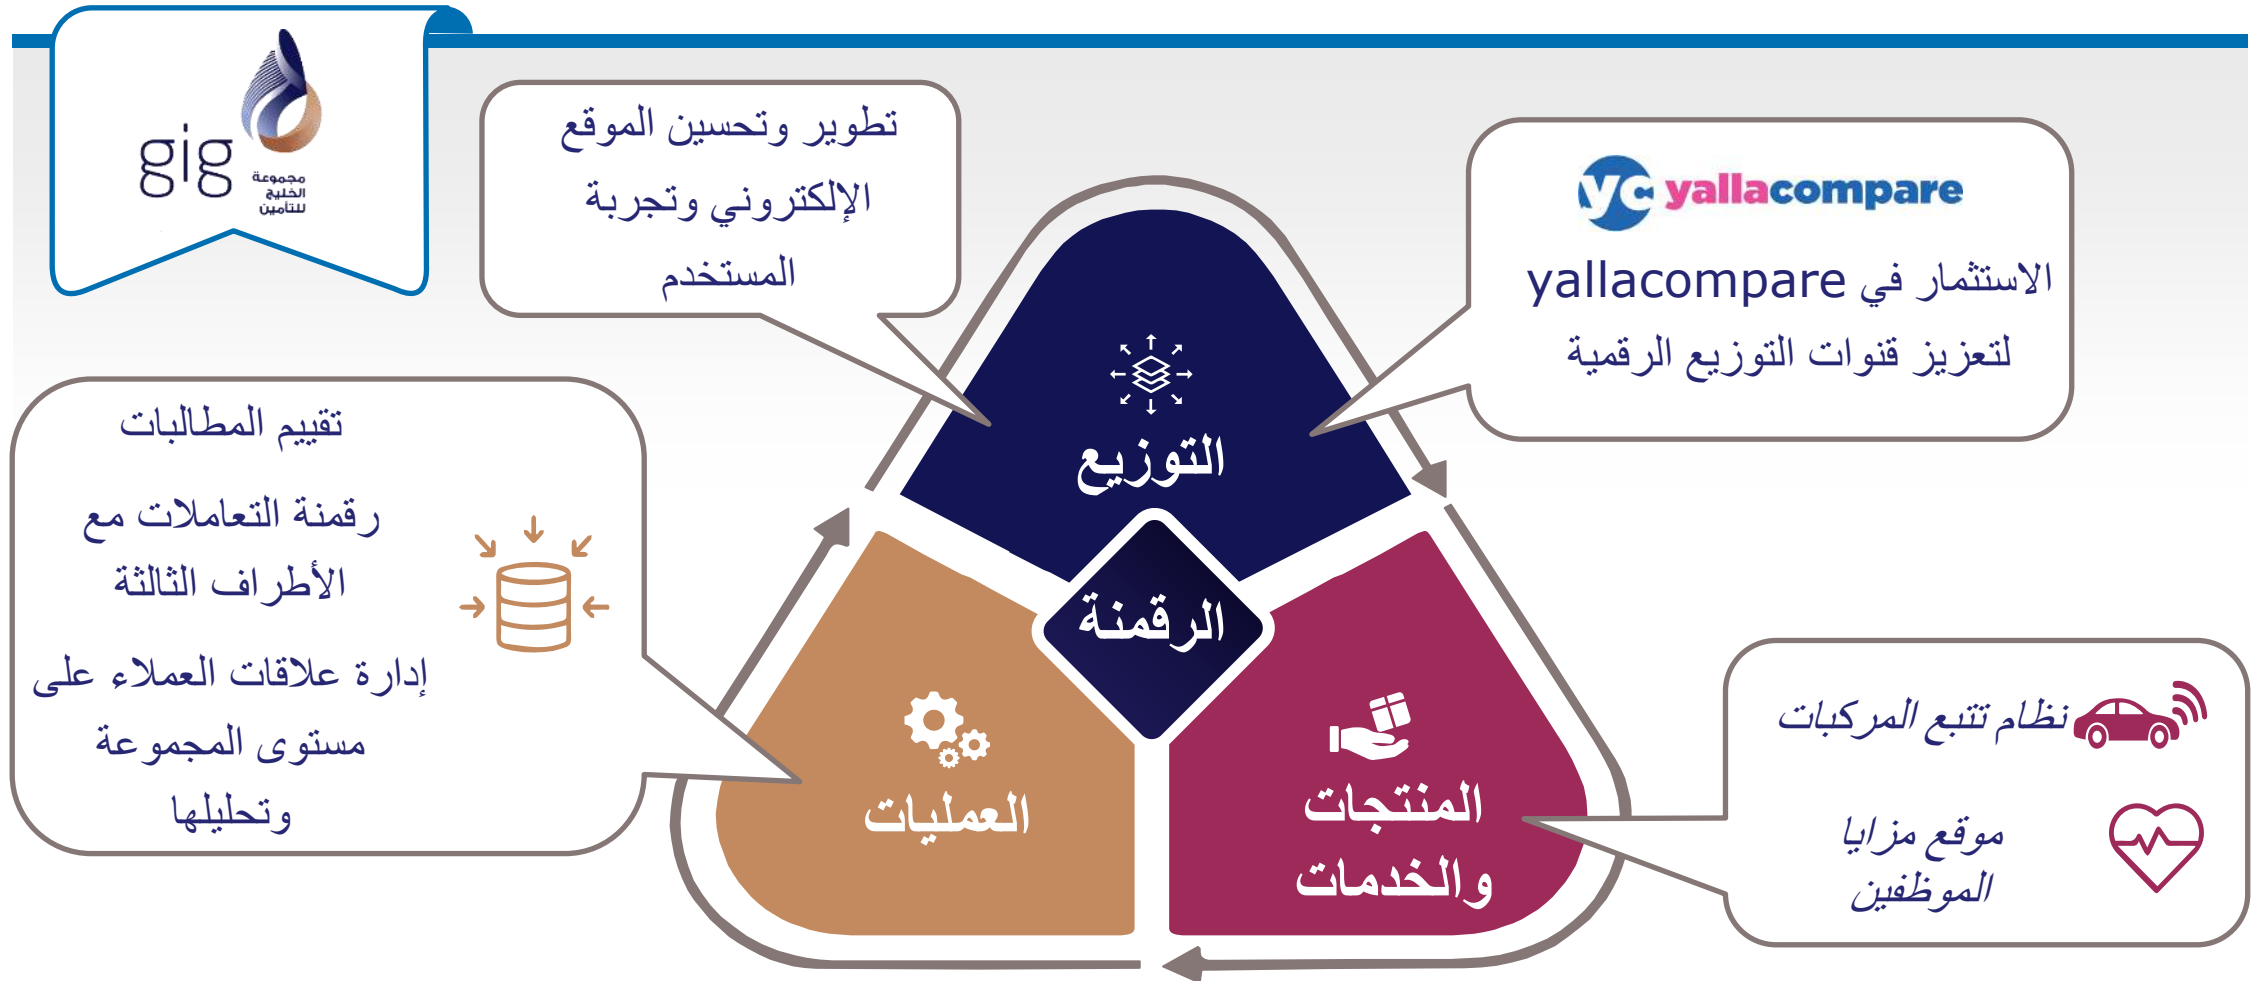 gig
مجموعة
الخليج
للتأمين
تطوير وتحسين الموقع
الإلكتروني وتجربة
المستخدم
yc yallacompare
الاستثمار في yallacompare
لتعزيز قنوات التوزيع الرقمية
تقييم المطالبات
رقمنة التعاملات مع
الأطراف الثالثة
إدارة علاقات العملاء على
مستوى المجموعة
وتحليلها
التوزيع
الرقمنة
العمليات
المنتجات
والخدمات
نظام تتبع المركبات
موقع مزايا
الموظفين